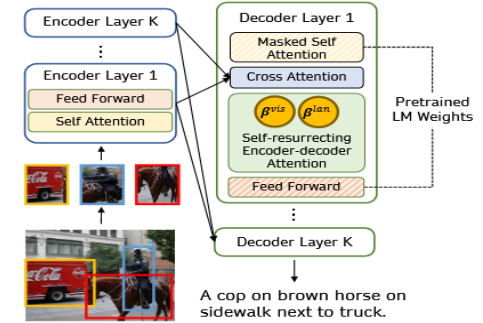 Encoder Layer K
Encoder Layer 1
Feed Forward
Self Attention
Decoder Layer 1
Masked Self
Attention
Cross Attention
β^vis β^lan
Self-resurrecting
Encoder-decoder
Attention
Feed Forward
Decoder Layer K
Pretrained
LM Weights
Coca-Cola
A cop on brown horse on
sidewalk next to truck.